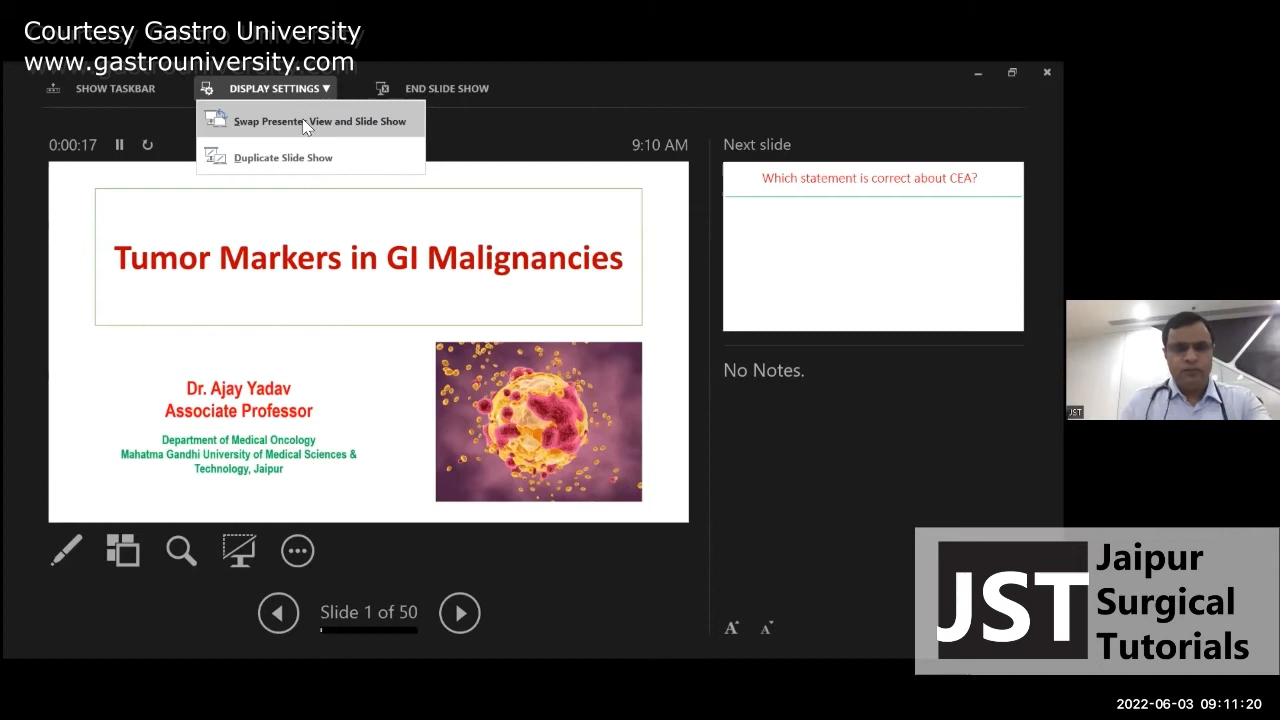 Courtesy Gastro University
www.gastrouniversity.com
SHOW TASKBAR
DISPLAY SETTINGS ▼
END SLIDE SHOW
Swap Presenter View and Slide Show
Duplicate Slide Show
0:00:17
9:10 AM
Next slide
Tumor Markers in GI Malignancies
Dr. Ajay Yadav
Associate Professor
Department of Medical Oncology
Mahatma Gandhi University of Medical Sciences &
Technology, Jaipur
Which statement is correct about CEA?
No Notes.
JST
Slide 1 of 50
A A
JST
Jaipur
Surgical
Tutorials
2022-06-03 09:11:20